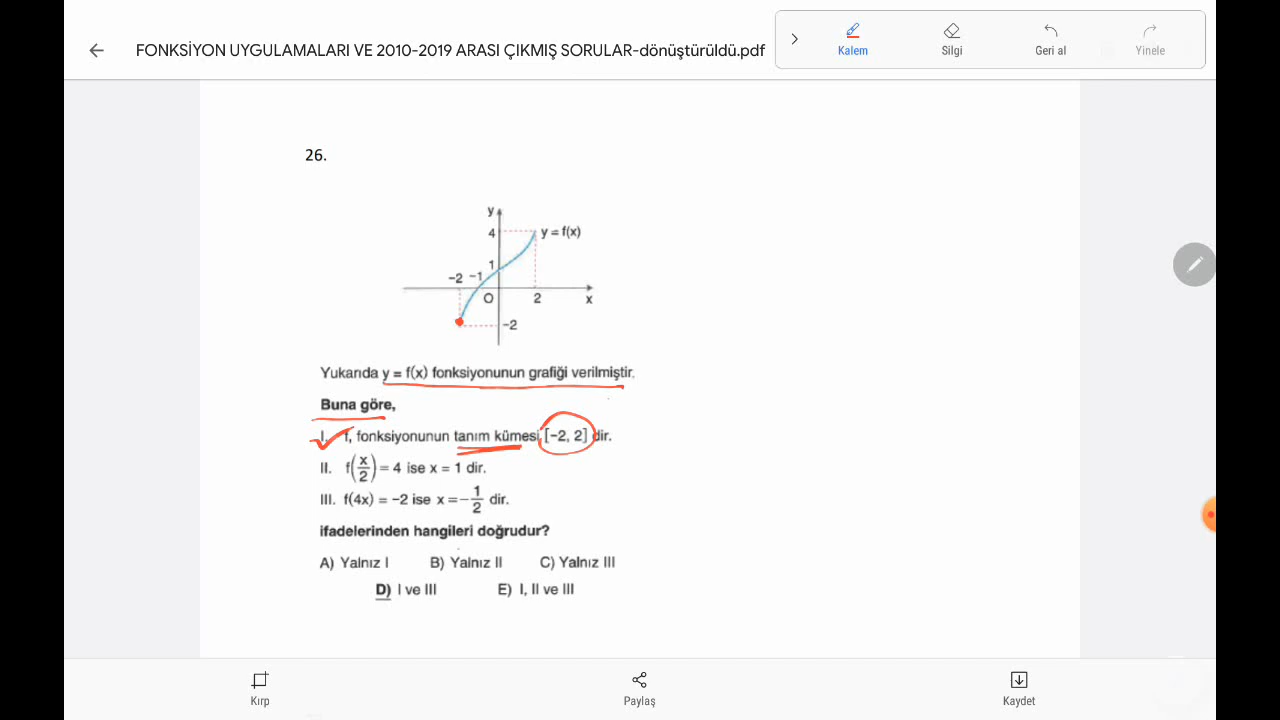 FONKSİYON UYGULAMALARI VE 2010-2019 ARASI ÇIKMIŞ SORULAR-dönüştürüldü.pdf
Kalem
Silgi
Geri al
Yinele
26.
y
4
y = f(x)
1
-2 -1
O
2
x
-2
Yukarıda y = f(x) fonksiyonunun grafiği verilmiştir.
Buna göre,
I. f, fonksiyonunun tanım kümesi, [-2, 2] dir.
II. f(x/2) = 4 ise x = 1 dir.
III. f(4x) = -2 ise x = -1/2 dir.
ifadelerinden hangileri doğrudur?
A) Yalnız I B) Yalnız II C) Yalnız III
D) I ve III E) I, II ve III
Kırp
Paylaş
Kaydet